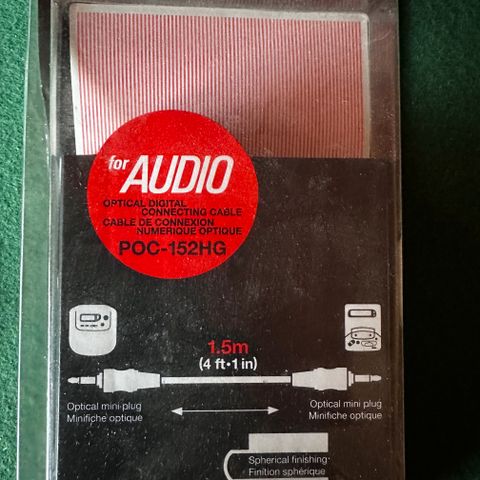 for
AUDIO
OPTICAL DIGITAL
CONNECTING CABLE
CABLE DE CONNEXION
NUMERIQUE OPTIQUE
POC-152HG
1.5m
(4 ft•1 in)
Optical mini plug
Minifiche optique
Optical mini plug
Minifiche optique
Spherical finishing
Finition sphérique